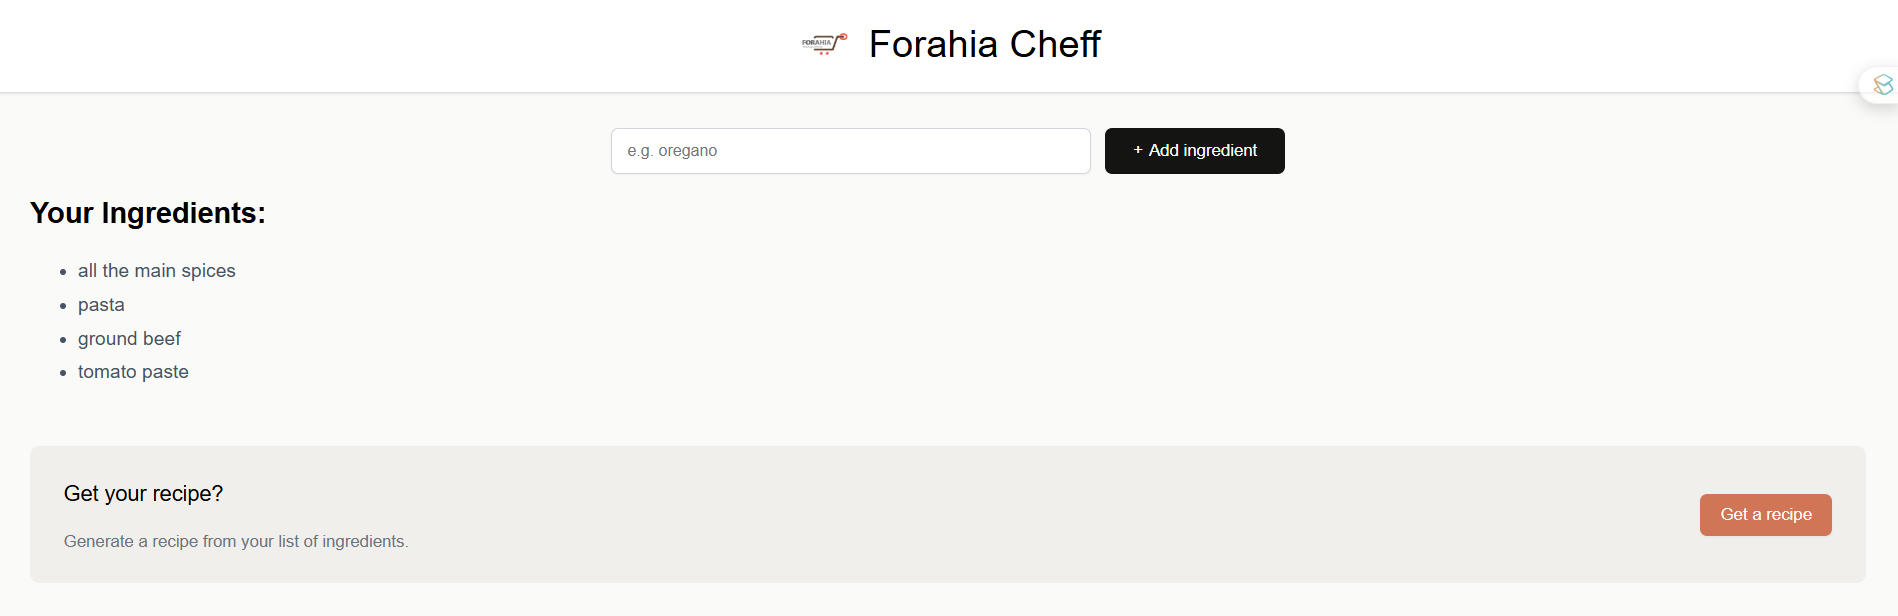 FORAHIA
Forahia Cheff
e.g. oregano
+ Add ingredient
Your Ingredients:
all the main spices
pasta
ground beef
tomato paste
Get your recipe?
Generate a recipe from your list of ingredients.
Get a recipe